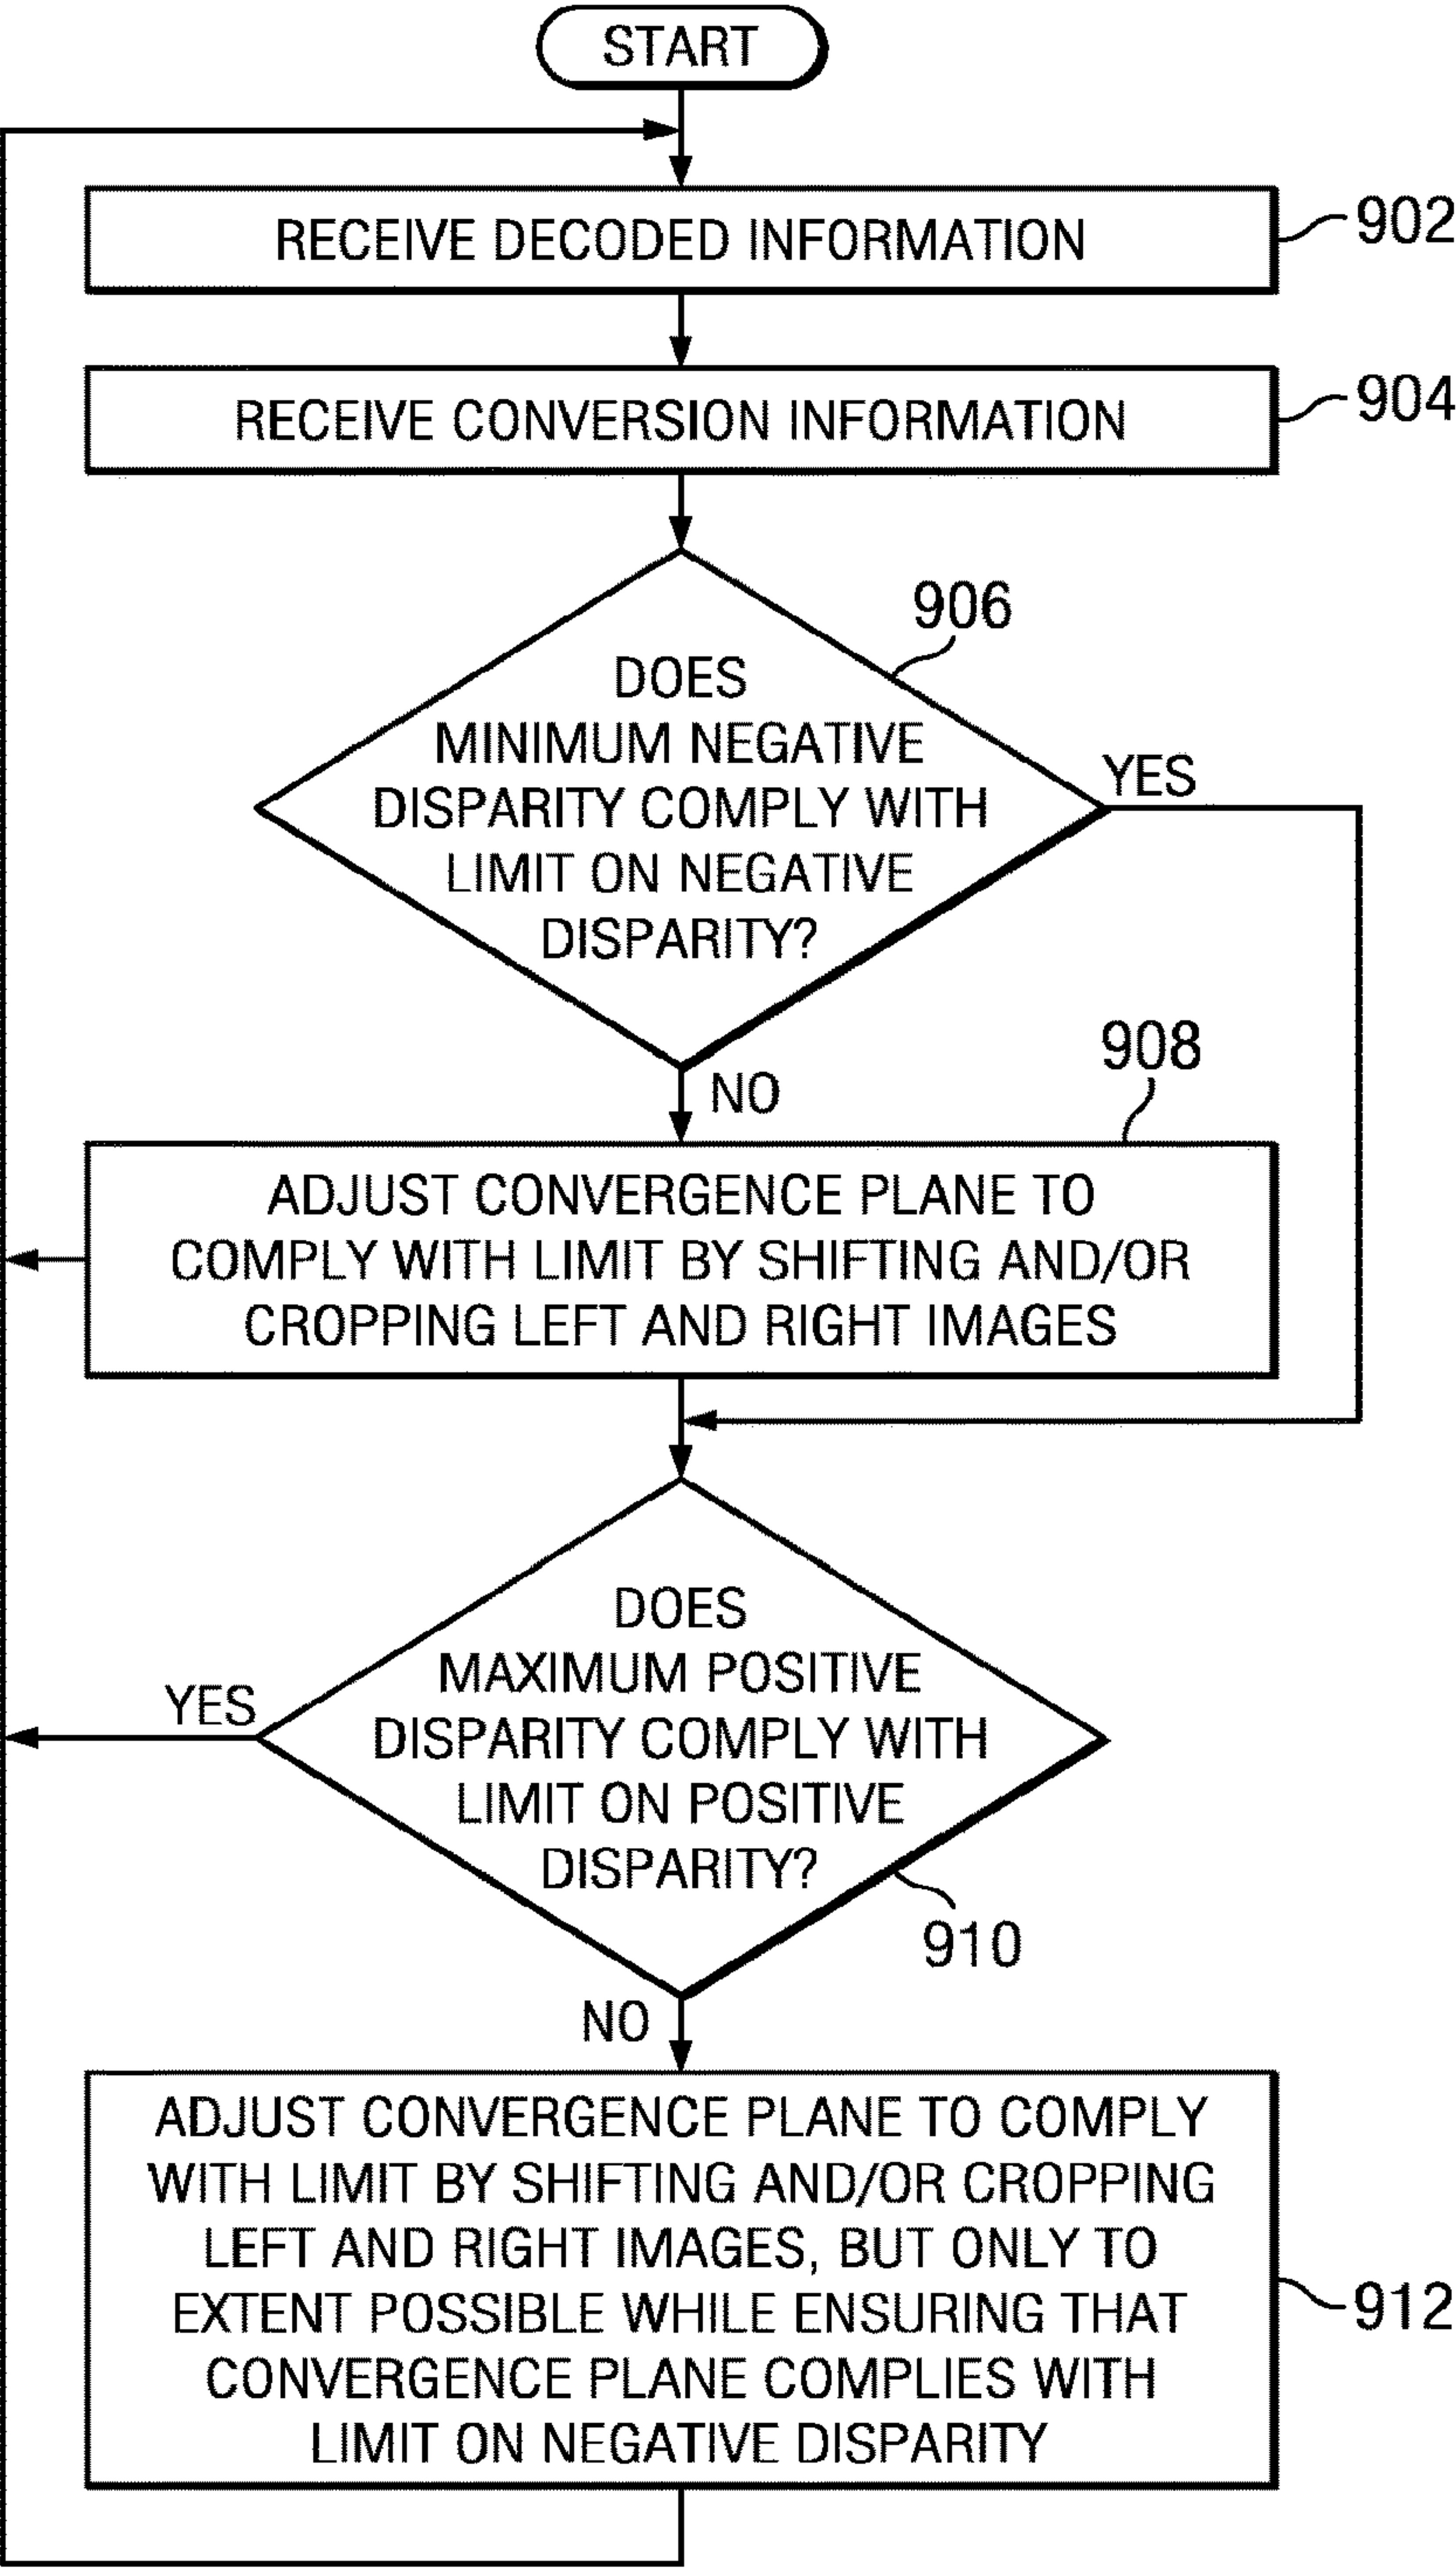 START
RECEIVE DECODED INFORMATION
902
RECEIVE CONVERSION INFORMATION
904
906
DOES
MINIMUM NEGATIVE
DISPARITY COMPLY WITH
LIMIT ON NEGATIVE
DISPARITY?
YES
NO
908
ADJUST CONVERGENCE PLANE TO
COMPLY WITH LIMIT BY SHIFTING AND/OR
CROPPING LEFT AND RIGHT IMAGES
DOES
MAXIMUM POSITIVE
DISPARITY COMPLY WITH
LIMIT ON POSITIVE
DISPARITY?
YES
910
NO
ADJUST CONVERGENCE PLANE TO COMPLY
WITH LIMIT BY SHIFTING AND/OR CROPPING
LEFT AND RIGHT IMAGES, BUT ONLY TO
EXTENT POSSIBLE WHILE ENSURING THAT
CONVERGENCE PLANE COMPLIES WITH
LIMIT ON NEGATIVE DISPARITY
912